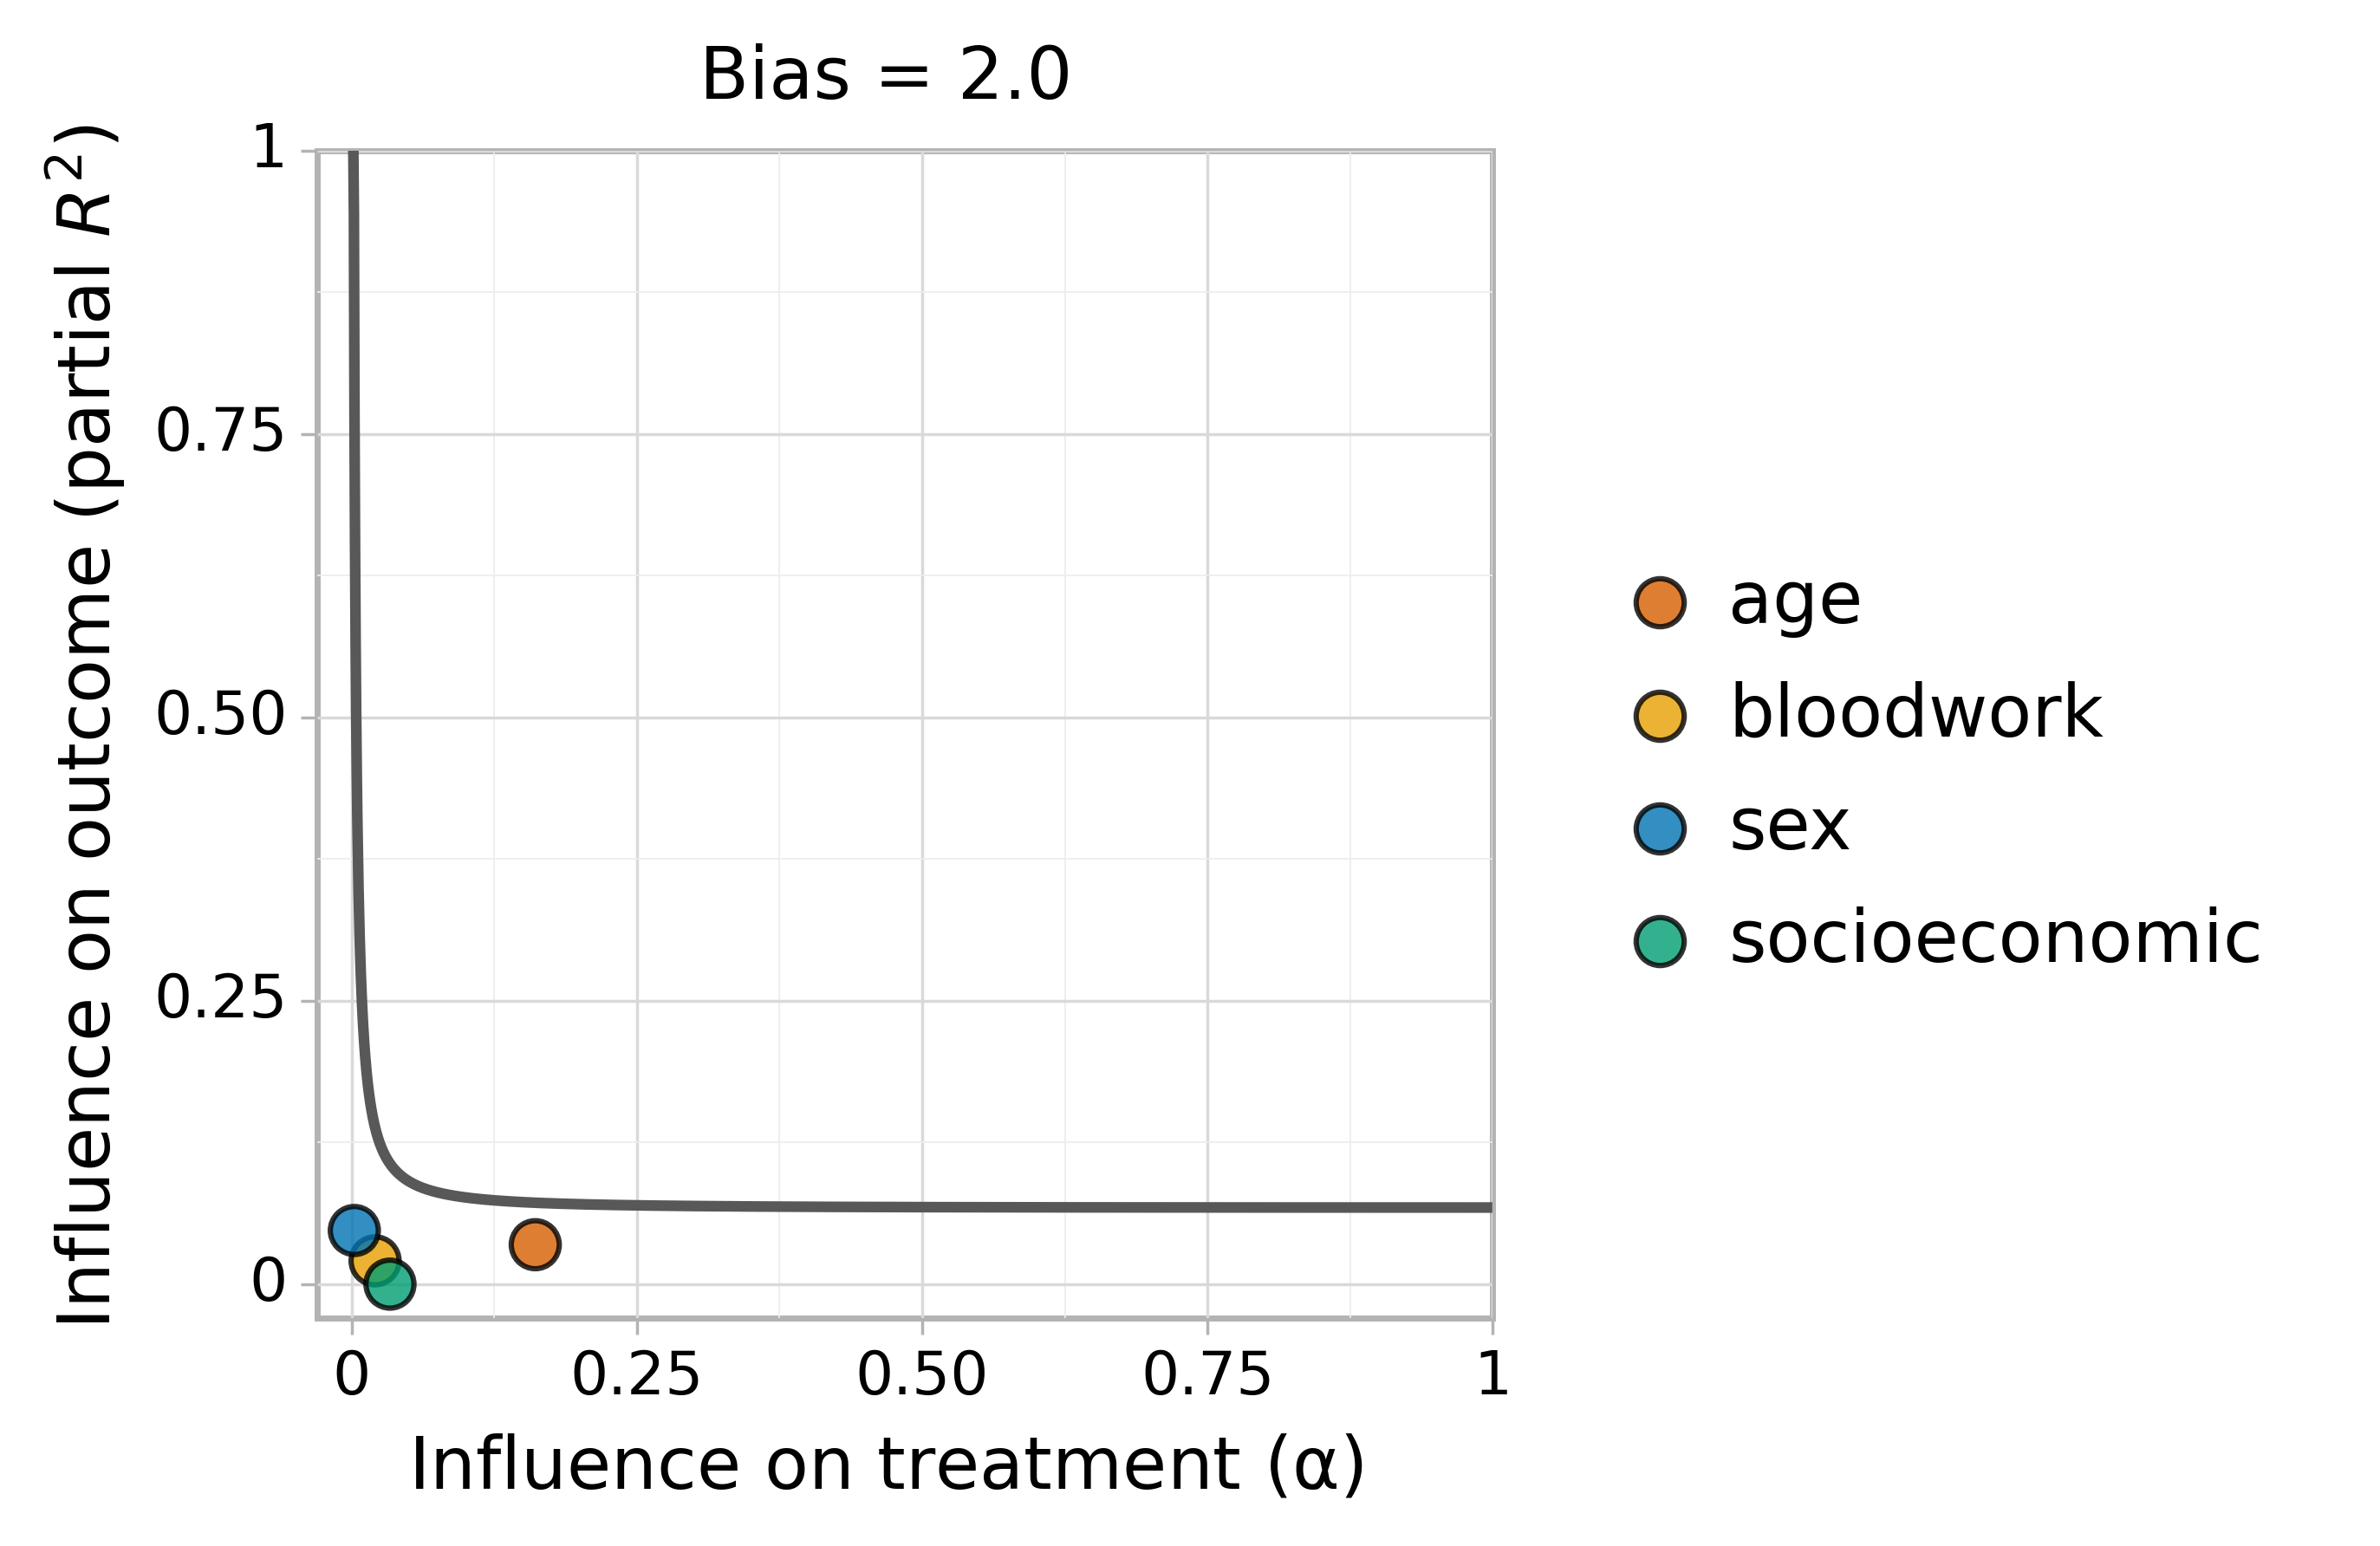 Bias = 2.0
Influence on outcome (partial R²)
1
0.75
0.50
0.25
0
0 0.25 0.50 0.75 1
Influence on treatment (α)
age
bloodwork
sex
socioeconomic